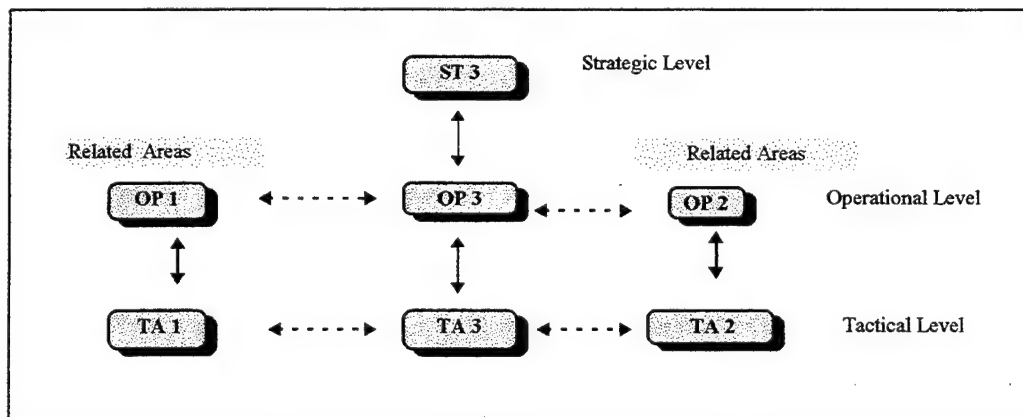 ST 3
Strategic Level
Related Areas
Related Areas
OP 1
OP 3
OP 2
Operational Level
TA 1
TA 3
TA 2
Tactical Level